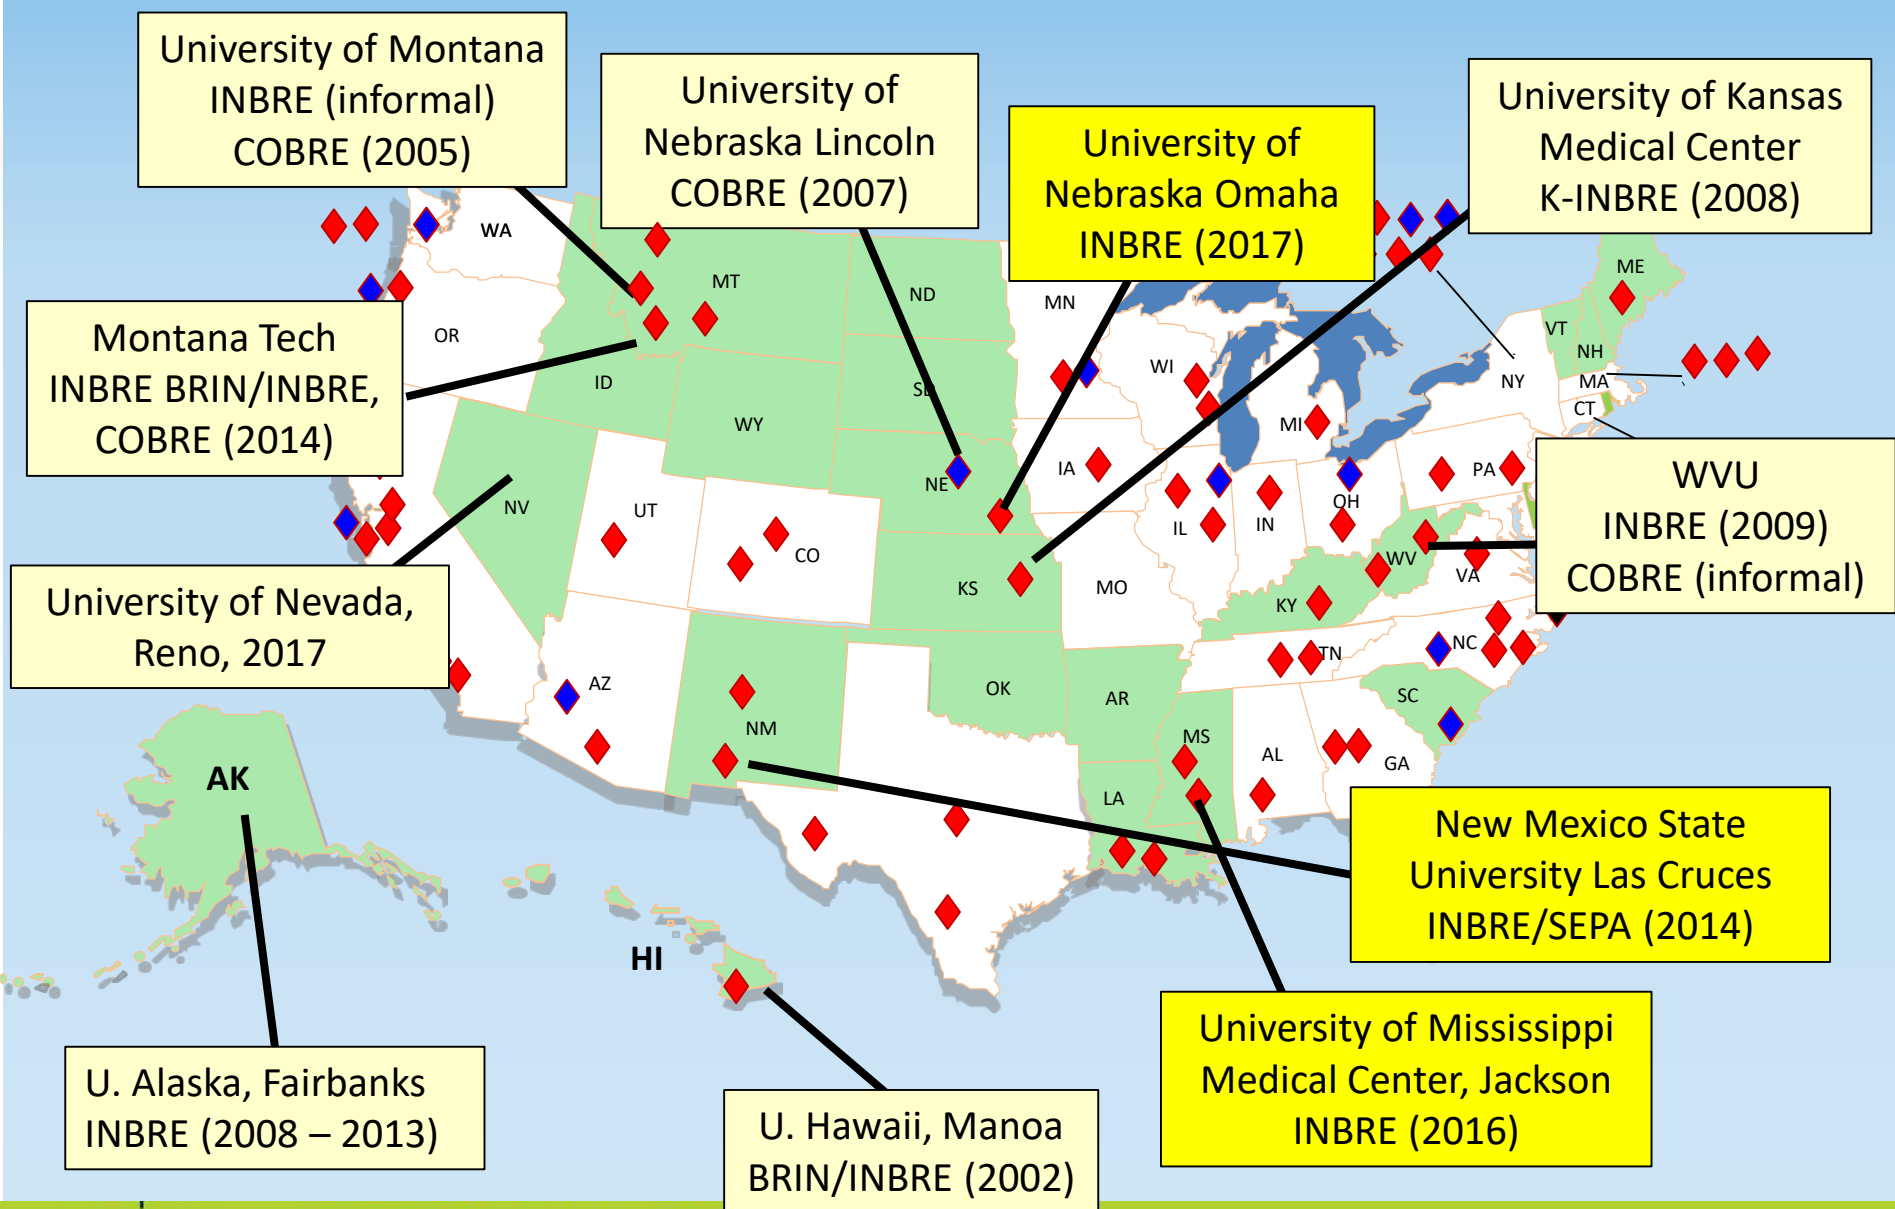 University of Montana
INBRE (informal)
COBRE (2005)
University of
Nebraska Lincoln
COBRE (2007)
University of
Nebraska Omaha
INBRE (2017)
University of Kansas
Medical Center
K-INBRE (2008)
Montana Tech
INBRE BRIN/INBRE,
COBRE (2014)
WVU
INBRE (2009)
COBRE (informal)
University of Nevada,
Reno, 2017
New Mexico State
University Las Cruces
INBRE/SEPA (2014)
University of Mississippi
Medical Center, Jackson
INBRE (2016)
U. Alaska, Fairbanks
INBRE (2008 – 2013)
U. Hawaii, Manoa
BRIN/INBRE (2002)
WA
OR
MT
ID
ND
SD
WY
MN
WI
MI
NY
VT
NH
ME
MA
CT
NV
UT
CO
NE
IA
IL
IN
OH
PA
KS
MO
KY
WV
VA
TN
NC
SC
AZ
NM
OK
AR
MS
AL
GA
LA
AK
HI